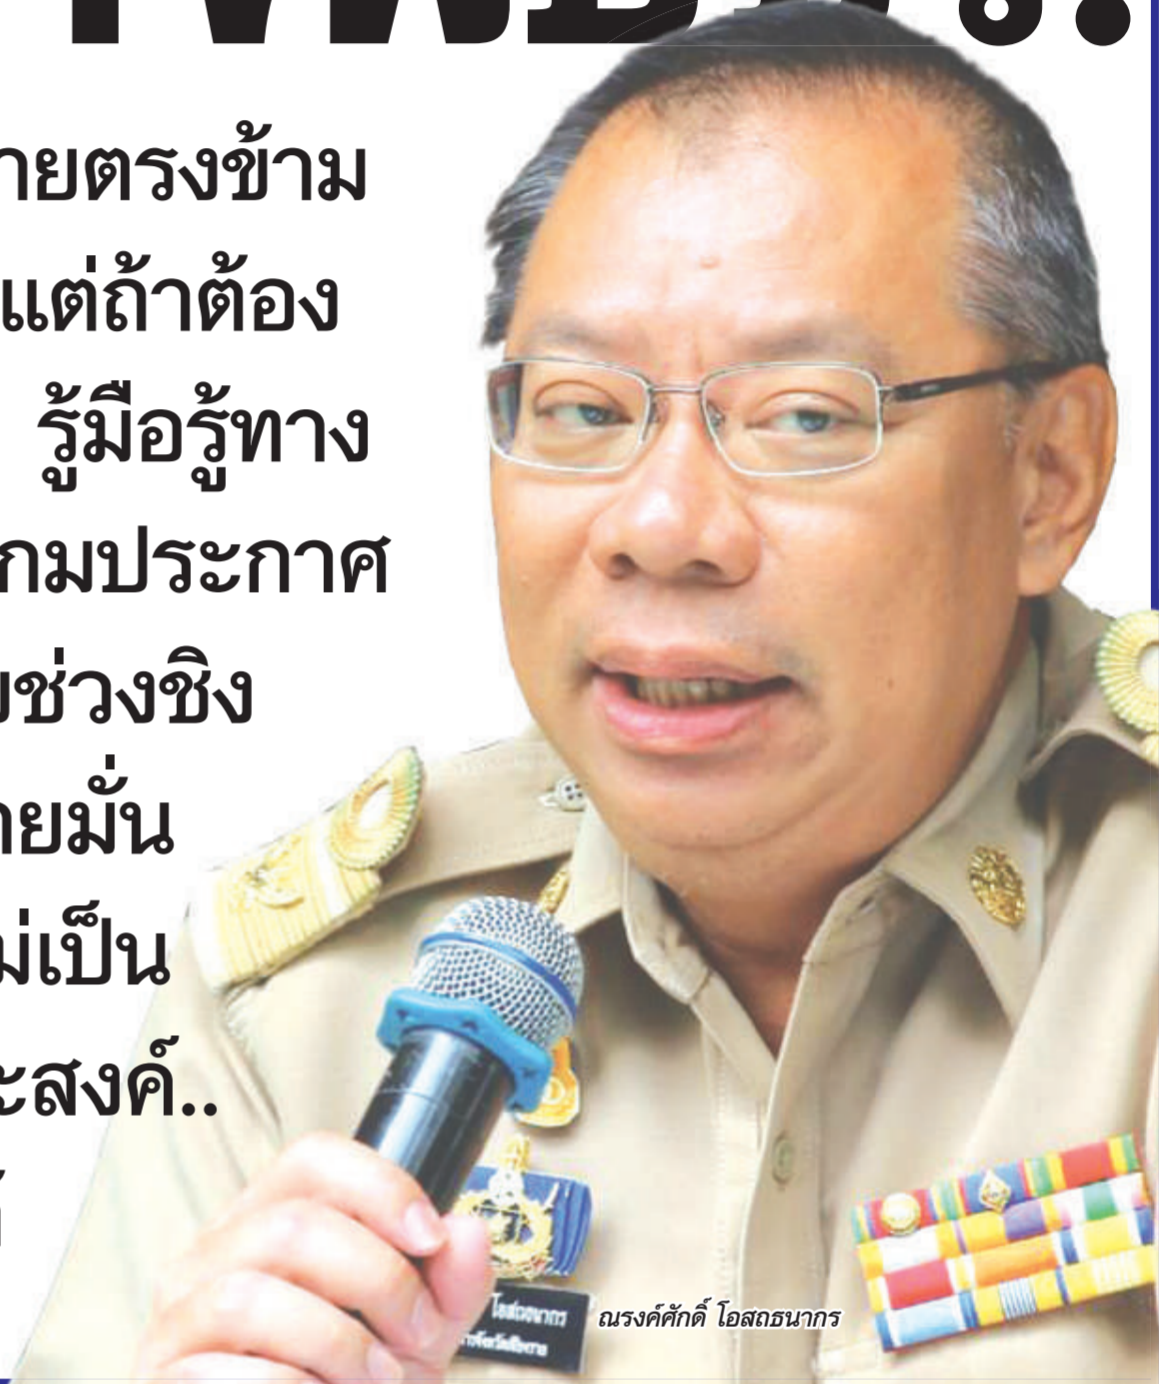 ายตรงข้าม
แต่ถ้าต้อง
รู้มือรู้ทาง
กมประกาศ
ช่วงชิง
ายมั่น
ม่เป็น
ะสงค์..
ณรงค์ศักดิ์ โอสถธนากร